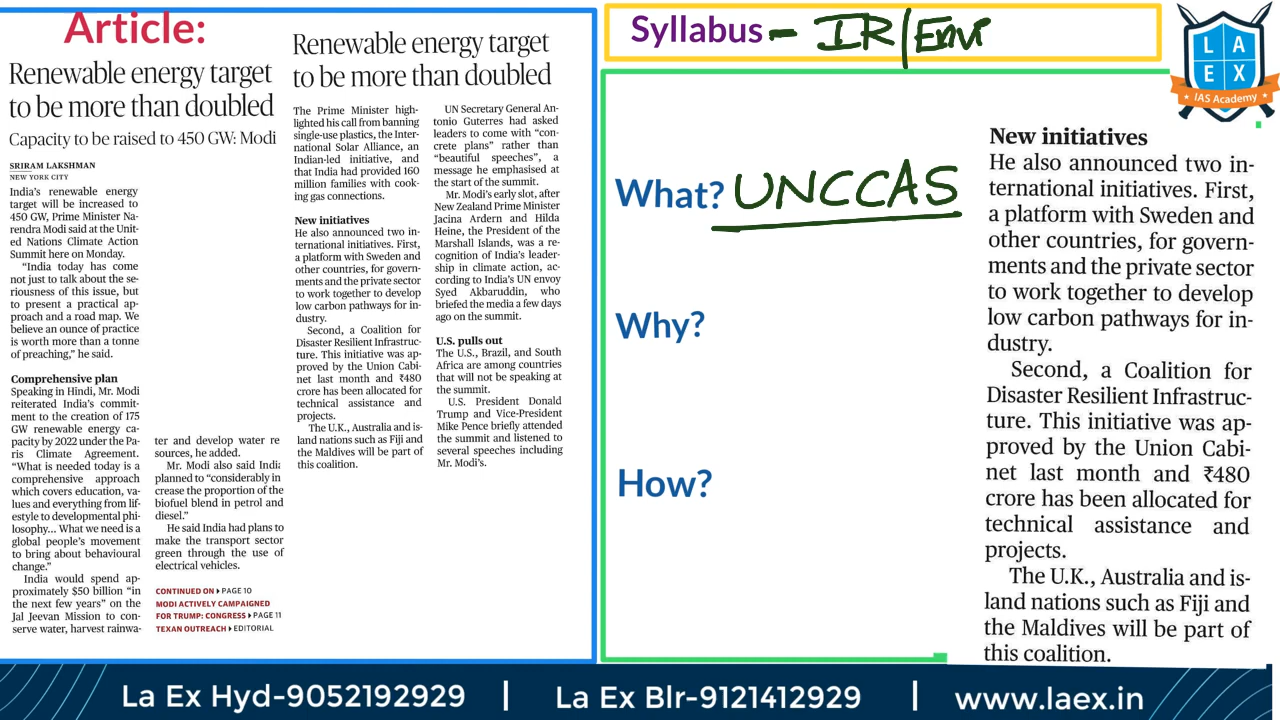 Article:
Renewable energy target
to be more than doubled
Capacity to be raised to 450 GW: Modi
SRIRAM LAKSHMAN
NEW YORK CITY
India's renewable energy
target will be increased to
450 GW, Prime Minister Na-
rendra Modi said at the Unit-
ed Nations Climate Action
Summit here on Monday.
"India today has come
not just to talk about the se-
riousness of this issue, but
to present a practical ap-
proach and a road map. We
believe an ounce of practice
is worth more than a tonne
of preaching," he said.
Comprehensive plan
Speaking in Hindi, Mr. Modi
reiterated India's commit-
ment to the creation of 175
GW renewable energy ca-
pacity by 2022 under the Pa-
ris Climate Agreement.
"What is needed today is a
comprehensive approach
which covers education, va-
lues and everything from lif-
estyle to developmental phi-
losophy... What we need is a
global people's movement
to bring about behavioural
change."
India would spend ap-
proximately $50 billion "in
the next few years" on the
Jal Jeevan Mission to con-
serve water, harvest rainwa-
ter and develop water re
sources, he added.
Mr. Modi also said India
planned to "considerably in
crease the proportion of the
biofuel blend in petrol and
diesel."
He said India had plans to
make the transport sector
green through the use of
electrical vehicles.
CONTINUED ON PAGE 10
MODI ACTIVELY CAMPAIGNED
FOR TRUMP: CONGRESS PAGE 11
TEXAN OUTREACH EDITORIAL
Renewable energy target
to be more than doubled
The Prime Minister high-
lighted his call from banning
single-use plastics, the Inter-
national Solar Alliance, an
Indian-led initiative, and
that India had provided 160
million families with cook-
ing gas connections.
New initiatives
He also announced two in-
ternational initiatives. First,
a platform with Sweden and
other countries, for govern-
ments and the private sector
to work together to develop
low carbon pathways for in-
dustry.
Second, a Coalition for
Disaster Resilient Infrastruc-
ture. This initiative was ap-
proved by the Union Cabi-
net last month and ₹480
crore has been allocated for
technical assistance and
projects.
The U.K., Australia and is-
land nations such as Fiji and
the Maldives will be part of
this coalition.
UN Secretary General An-
tonio Guterres had asked
leaders to come with "con-
crete plans" rather than
"beautiful speeches", a
message he emphasised at
the start of the summit.
Mr. Modi's early slot, after
New Zealand Prime Minister
Jacina Ardern and Hilda
Heine, the President of the
Marshall Islands, was a re-
cognition of India's leader-
ship in climate action, ac-
cording to India's UN envoy
Syed Akbaruddin, who
briefed the media a few days
ago on the summit.
U.S. pulls out
The U.S., Brazil, and South
Africa are among countries
that will not be speaking at
the summit.
U.S. President Donald
Trump and Vice-President
Mike Pence briefly attended
the summit and listened to
several speeches including
Mr. Modi's.
Syllabus - IR/Envi
LAEX
IAS Academy
What? UNCCAS
Why?
How?
New initiatives
He also announced two in-
ternational initiatives. First,
a platform with Sweden and
other countries, for govern-
ments and the private sector
to work together to develop
low carbon pathways for in-
dustry.
Second, a Coalition for
Disaster Resilient Infrastruc-
ture. This initiative was ap-
proved by the Union Cabi-
net last month and ₹480
crore has been allocated for
technical assistance and
projects.
The U.K., Australia and is-
land nations such as Fiji and
the Maldives will be part of
this coalition.
La Ex Hyd-9052192929 | La Ex Blr-9121412929 | www.laex.in